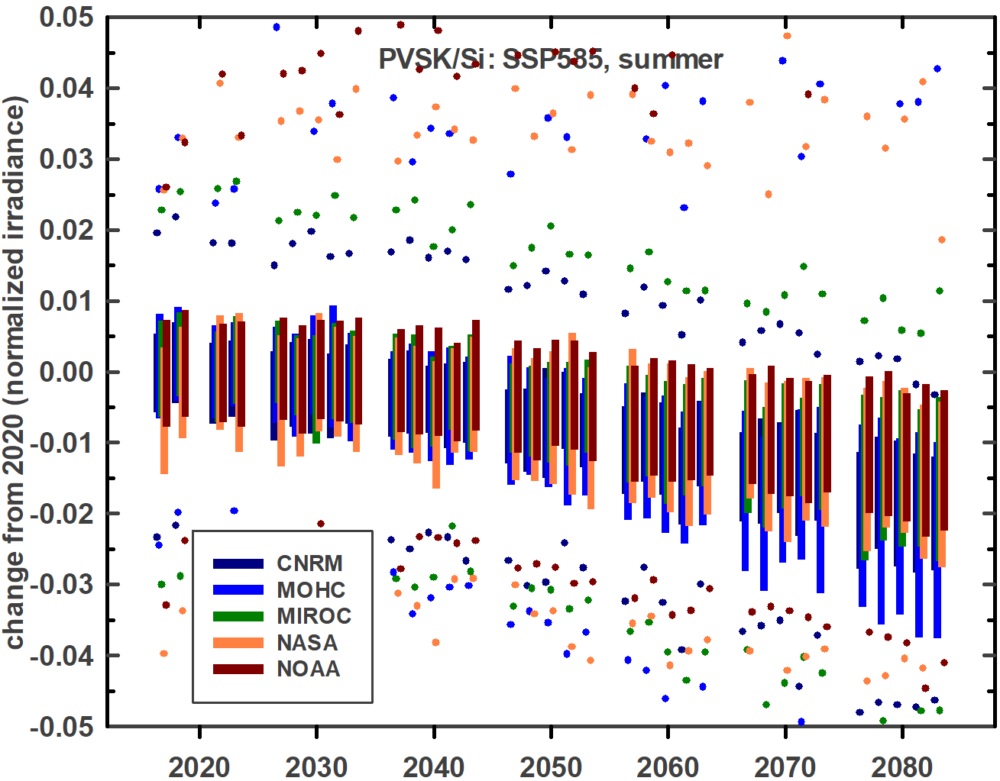 PVSK/Si: SSP585, summer
change from 2020 (normalized irradiance)
0.05
0.04
0.03
0.02
0.01
0.00
-0.01
-0.02
-0.03
-0.04
-0.05
CNRM
MOHC
MIROC
NASA
NOAA
2020 2030 2040 2050 2060 2070 2080